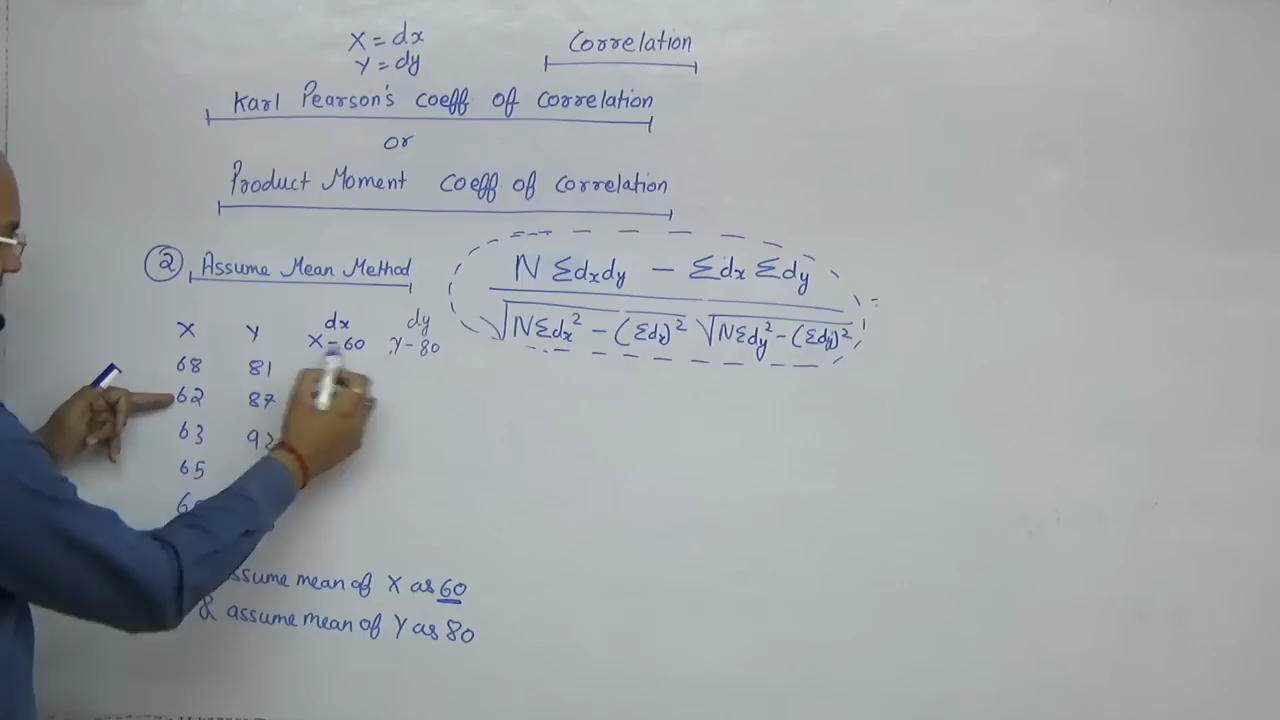 X = dx
Y = dy
Correlation
Karl Pearson's Coeff of Correlation
or
Product Moment Coeff of Correlation
② Assume Mean Method
N Σdxdy − Σdx Σdy
√NΣdx² − (Σdx)² √NΣdy² − (Σdy)²
dx dy
X Y X − 60 Y − 80
68 81
62 87
63
65
assume mean of X as 60
& assume mean of Y as 80